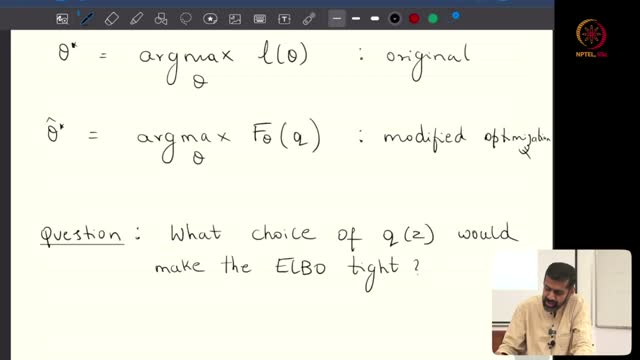 θ* = argmax l(θ) : original
θ
θ̂* = argmax F_θ(q) : modified optimization
θ
Question : What choice of q(z) would
make the ELBO tight ?
NPTEL